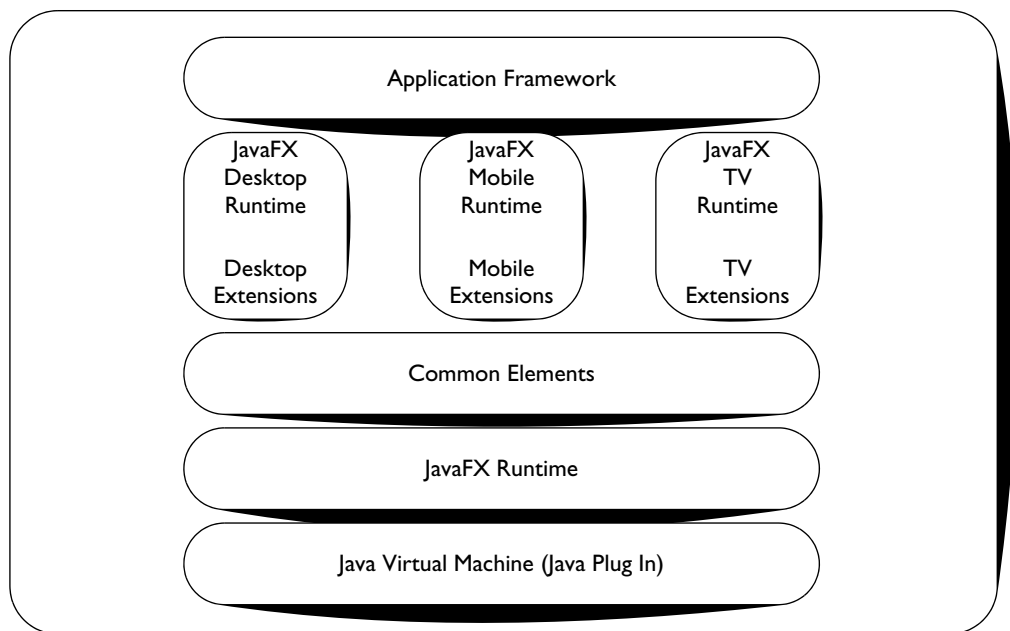 Application Framework
JavaFX
Desktop
Runtime
Desktop
Extensions
JavaFX
Mobile
Runtime
Mobile
Extensions
JavaFX
TV
Runtime
TV
Extensions
Common Elements
JavaFX Runtime
Java Virtual Machine (Java Plug In)